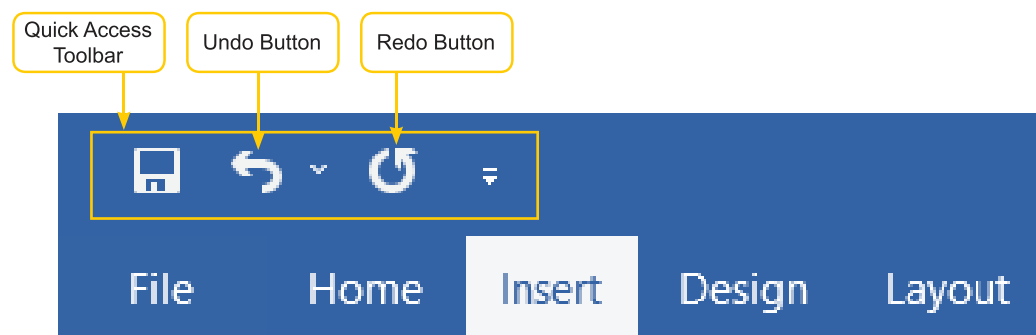 Quick Access
Toolbar
Undo Button
Redo Button
File
Home
Insert
Design
Layout